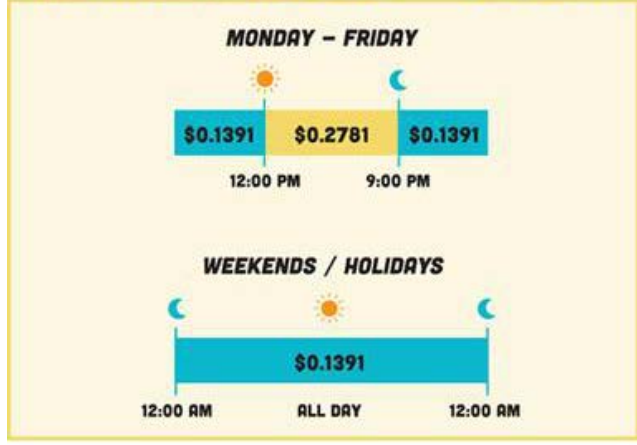 MONDAY – FRIDAY
$0.1391 $0.2781 $0.1391
12:00 PM 9:00 PM
WEEKENDS / HOLIDAYS
$0.1391
12:00 AM ALL DAY 12:00 AM